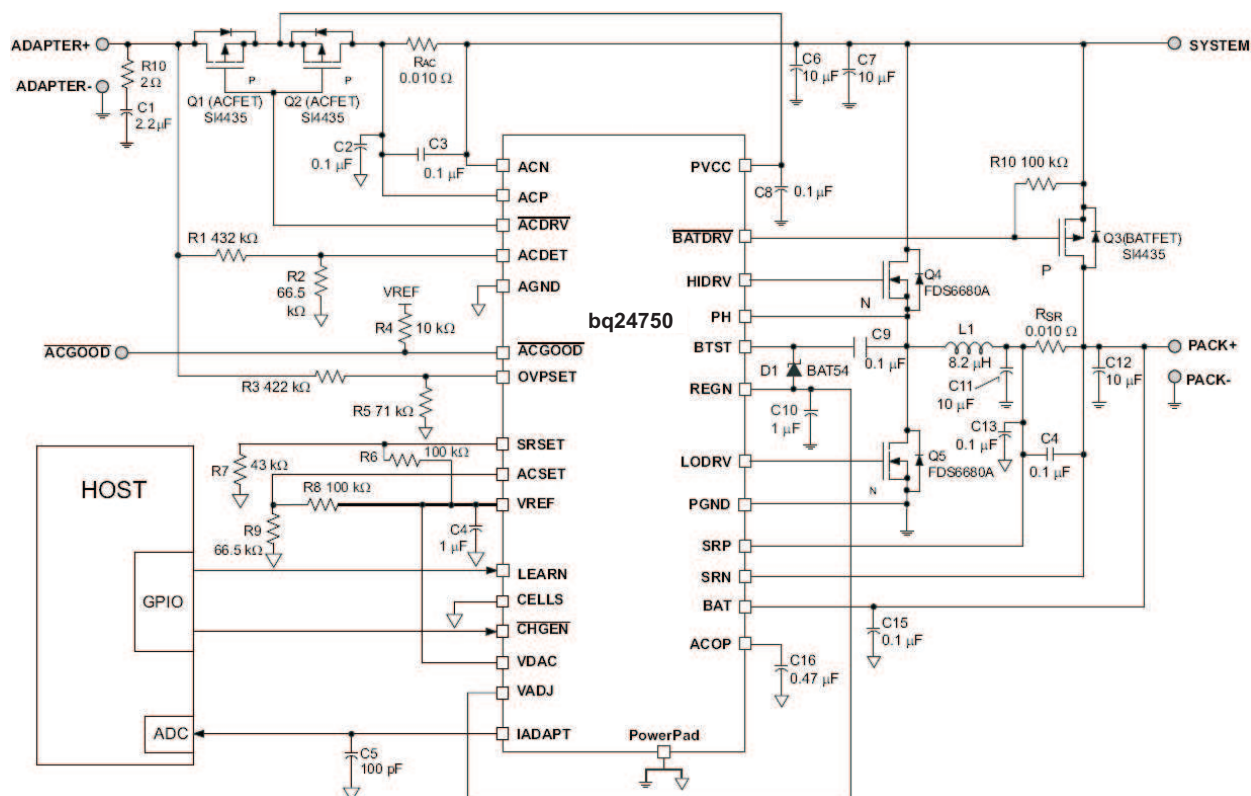 ADAPTER+
ADAPTER-
R10
2Ω
C1
2.2µF
P
Q1 (ACFET)
SI4435
P
Q2 (ACFET)
SI4435
RAC
0.010 Ω
C6
10 µF
C7
10 µF
SYSTEM
C2
0.1 µF
C3
0.1 µF
ACN
ACP
ACDRV
ACDET
AGND
ACGOOD
OVPSET
SRSET
ACSET
VREF
LEARN
CELLS
CHGEN
VDAC
VADJ
IADAPT
bq24750
PVCC
BATDRV
HIDRV
PH
BTST
REGN
LODRV
PGND
SRP
SRN
BAT
ACOP
PowerPad
C8
0.1 µF
R10 100 kΩ
Q3(BATFET)
SI4435
P
R1 432 kΩ
R2
66.5
kΩ
VREF
R4
10 kΩ
ACGOOD
R3 422 kΩ
R5 71 kΩ
Q4
FDS6680A
N
C9
0.1 µF
L1
8.2 µH
RSR
0.010 Ω
PACK+
PACK-
C12
10 µF
C11
10 µF
D1
BAT54
C10
1 µF
C13
0.1 µF
C4
0.1 µF
Q5
FDS6680A
N
R6
100 kΩ
R7
43 kΩ
R8 100 kΩ
R9
66.5 kΩ
C4
1 µF
HOST
GPIO
ADC
C5
100 pF
C15
0.1 µF
C16
0.47 µF